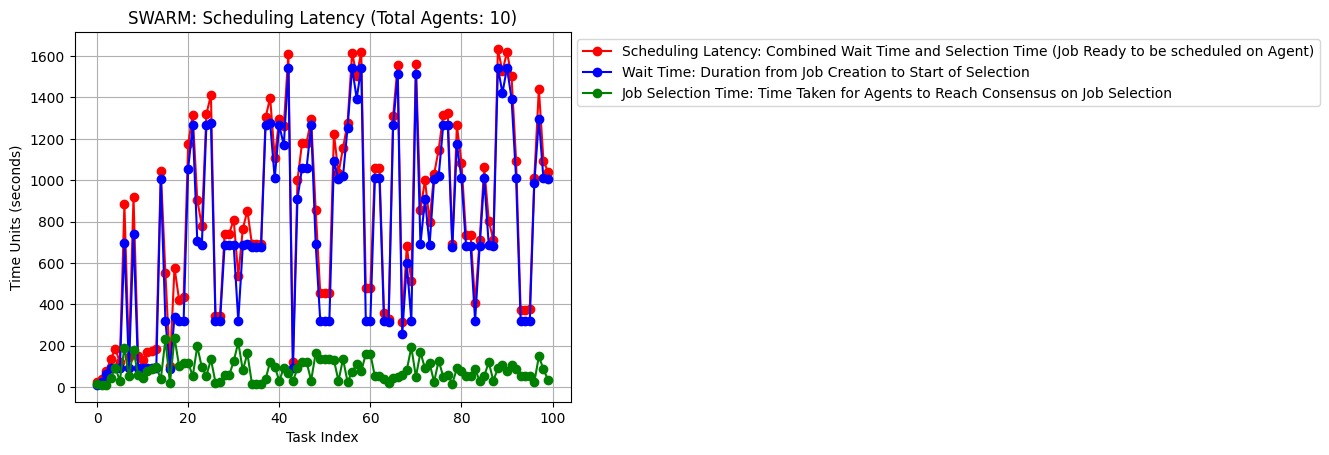 SWARM: Scheduling Latency (Total Agents: 10)
Scheduling Latency: Combined Wait Time and Selection Time (Job Ready to be scheduled on Agent)
Wait Time: Duration from Job Creation to Start of Selection
Job Selection Time: Time Taken for Agents to Reach Consensus on Job Selection
Time Units (seconds)
1600
1400
1200
1000
800
600
400
200
0
0 20 40 60 80 100
Task Index